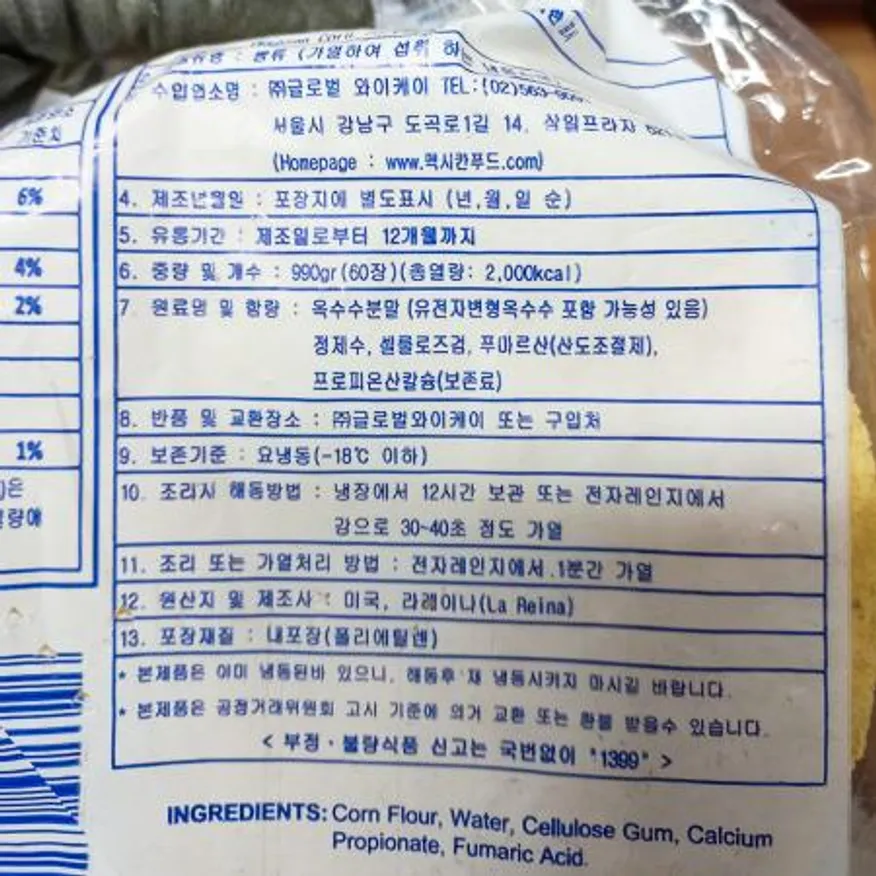 기준치
6%
4%
2%
1%
은
량에
(가열하여 섭취 하는
수입업소명 : ㈜글로벌 와이케이 TEL:(02)563-
서울시 강남구 도곡로1길 14. 삼일프라자
(Homepage : www.멕시칸푸드.com)
4. 제조년월일 : 포장지에 별도표시 (년,월,일 순)
5. 유통기간 : 제조일로부터 12개월까지
6. 중량 및 개수 : 990gr(60장)(총열량: 2,000kcal)
7 원료명 및 함량 : 옥수수분말 (유전자변형옥수수 포함 가능성 있음)
정제수, 셀룰로즈검, 푸마르산(산도조절제),
프로피온산칼슘(보존료)
8. 반품 및 교환장소 : ㈜글로벌와이케이 또는 구입처
9. 보존기준 : 요냉동(-18℃ 이하)
10. 조리시 해동방법 : 냉장에서 12시간 보관 또는 전자레인지에서
강으로 30~40초 정도 가열
11. 조리 또는 가열처리 방법 : 전자레인지에서 1분간 가열
12. 원산지 및 제조사 : 미국, 라레이나(La Reina)
13. 포장재질 : 내포장(폴리에틸렌)
* 본제품은 이미 냉동된바 있으니, 해동후 재 냉동시키지 마시길 바랍니다.
* 본제품은 공정거래위원회 고시 기준에 의거 교환 또는 환불 받을수 있습니다.
< 부정·불량식품 신고는 국번없이 "1399" >
INGREDIENTS: Corn Flour, Water, Cellulose Gum, Calcium
Propionate, Fumaric Acid.